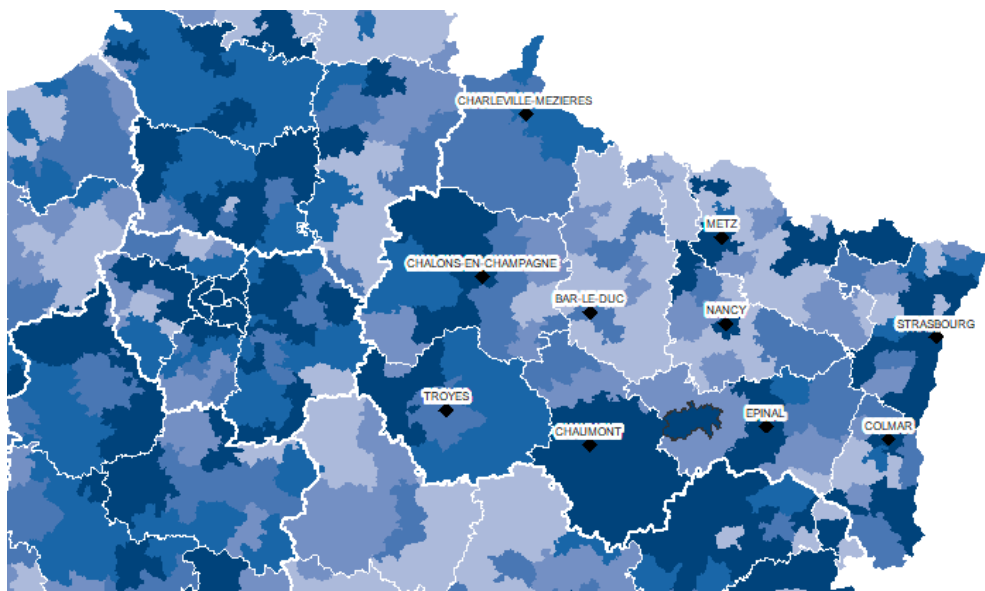 CHARLEVILLE-MEZIERES
METZ
CHALONS-EN-CHAMPAGNE
BAR-LE-DUC
NANCY
STRASBOURG
TROYES
EPINAL
CHAUMONT
COLMAR